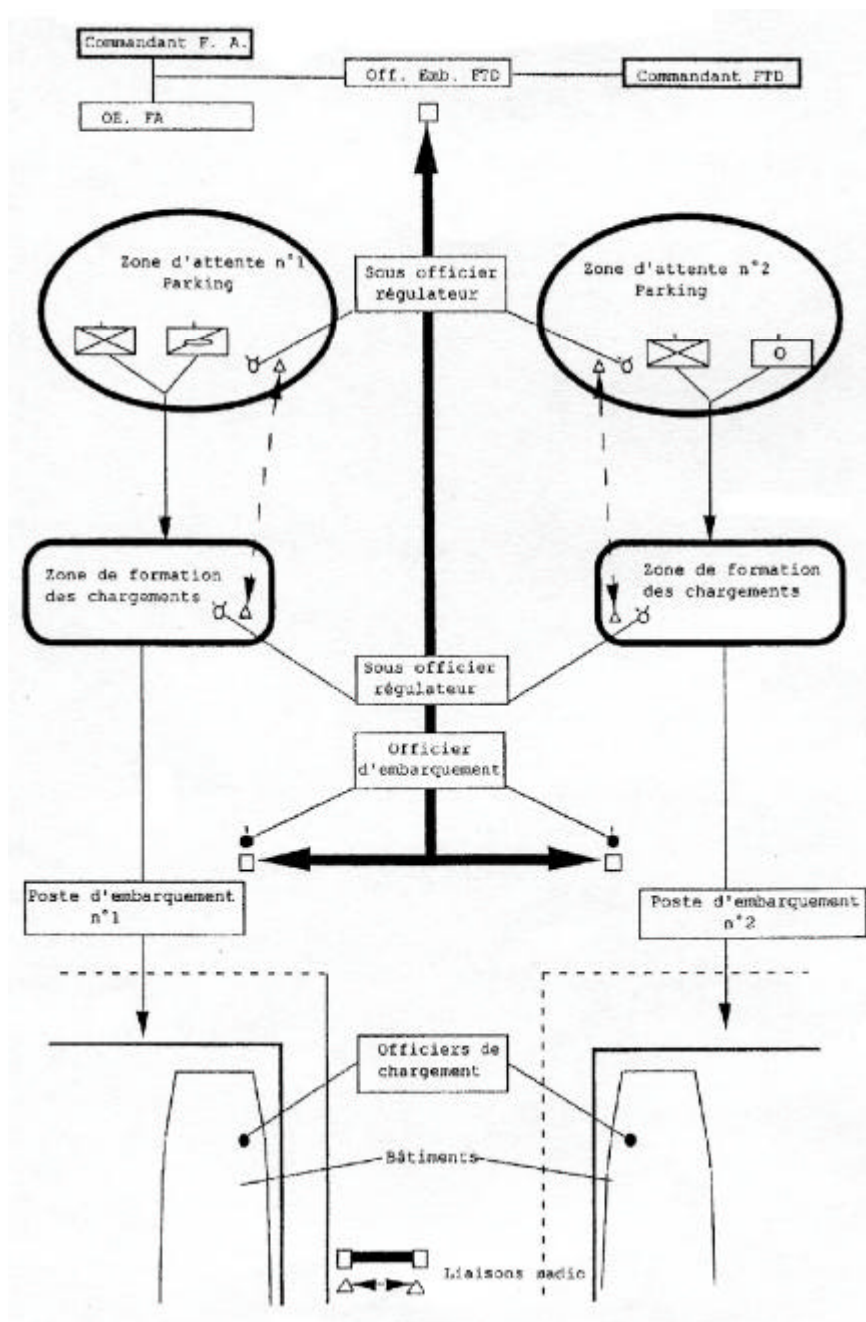 Commandant F. A.
Off. Emb. FTD
Commandant FTD
OE. FA
Zone d'attente n°1
Parking
Sous officier
régulateur
Zone d'attente n°2
Parking
O
Zone de formation
des chargements
Zone de formation
des chargements
Sous officier
régulateur
Officier
d'embarquement
Poste d'embarquement
n°1
Poste d'embarquement
n°2
Officiers de
chargement
Bâtiments
Liaisons radio